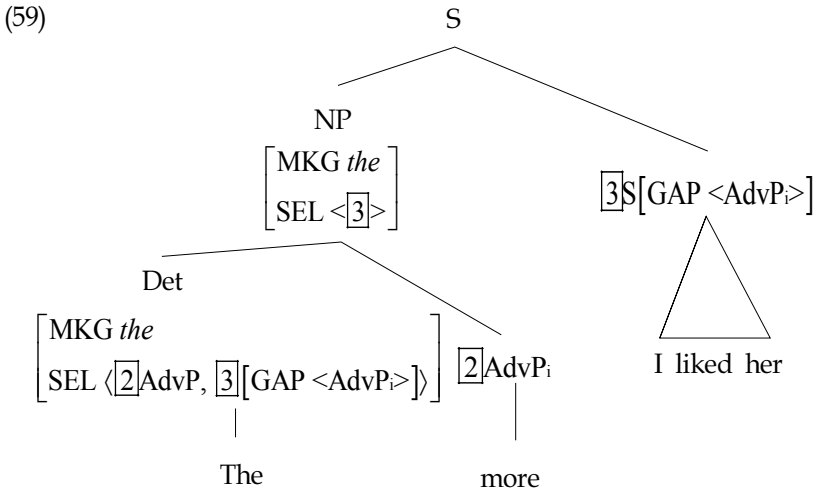 (59)
S
NP
[MKG the
SEL <3>]
3S[GAP <AdvPi>]
Det
[MKG the
SEL ⟨2AdvP, 3[GAP <AdvPi>]⟩]
2AdvPi
I liked her
The
more